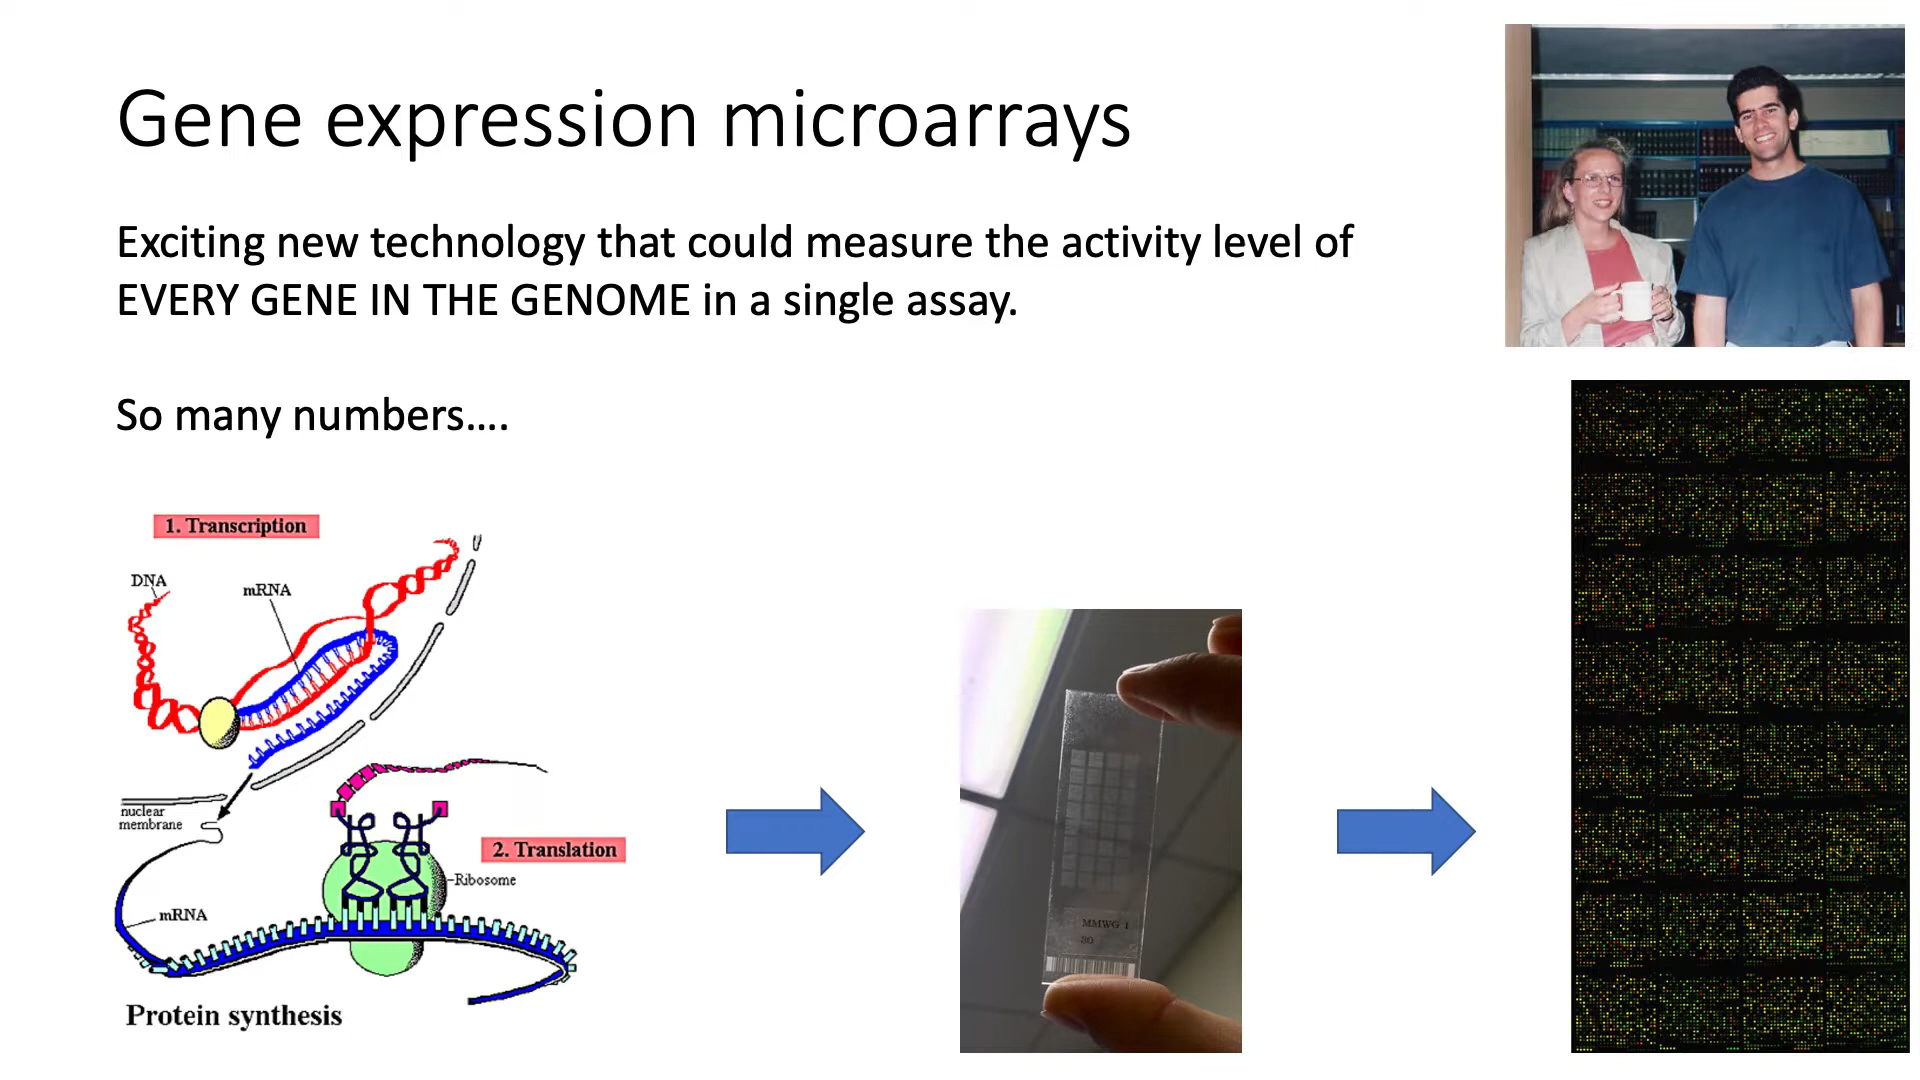 Gene expression microarrays
Exciting new technology that could measure the activity level of
EVERY GENE IN THE GENOME in a single assay.
So many numbers....
1. Transcription
DNA
mRNA
nuclear
membrane
2. Translation
Ribosome
mRNA
Protein synthesis
MMWG 1
30